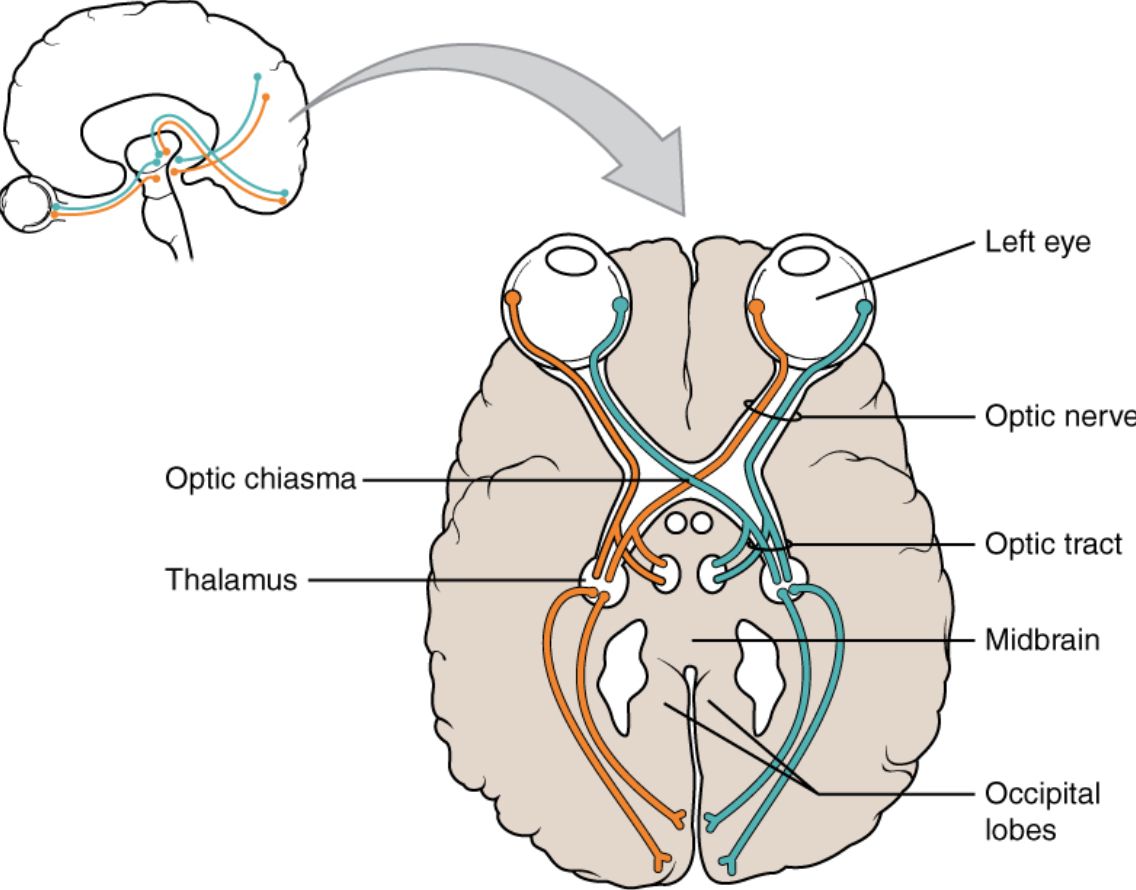 Left eye
Optic nerve
Optic chiasma
Optic tract
Thalamus
Midbrain
Occipital
lobes